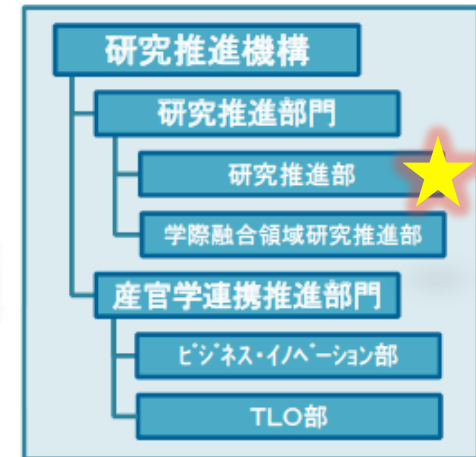 研究推進機構
研究推進部門
研究推進部
学際融合領域研究推進部
産官学連携推進部門
ビジネス・イノベーション部
TLO部